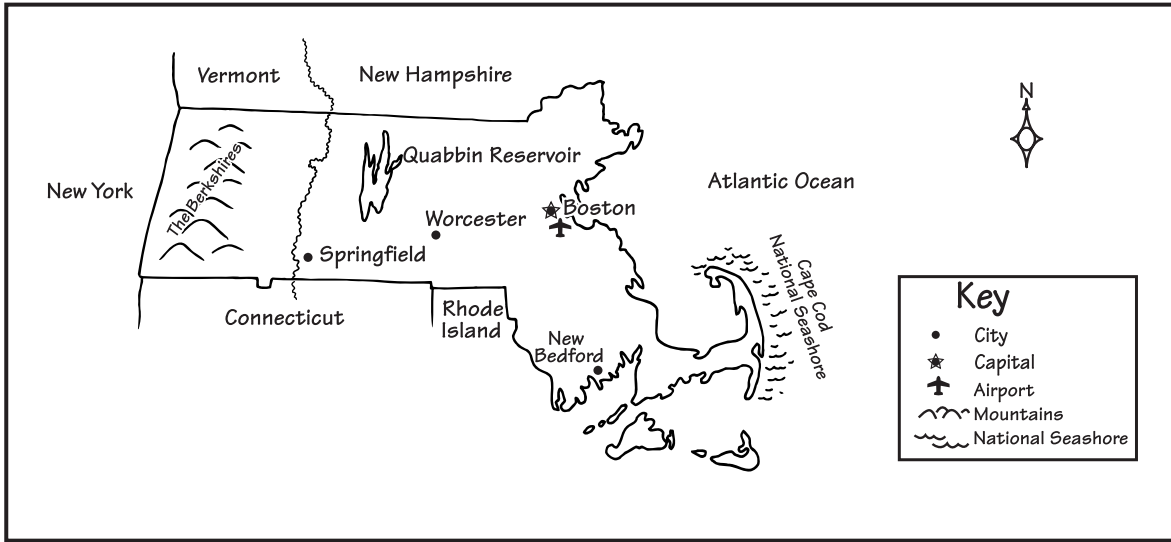 Vermont
New Hampshire
N
New York
The Berkshires
Quabbin Reservoir
Atlantic Ocean
Boston
Worcester
Springfield
Cape Cod
National Seashore
Connecticut
Rhode
Island
New
Bedford
Key
City
Capital
Airport
Mountains
National Seashore